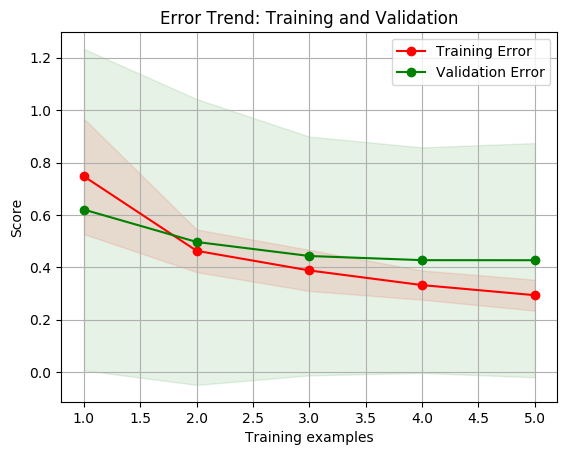 Error Trend: Training and Validation
Training Error
Validation Error
Score
1.2
1.0
0.8
0.6
0.4
0.2
0.0
1.0 1.5 2.0 2.5 3.0 3.5 4.0 4.5 5.0
Training examples